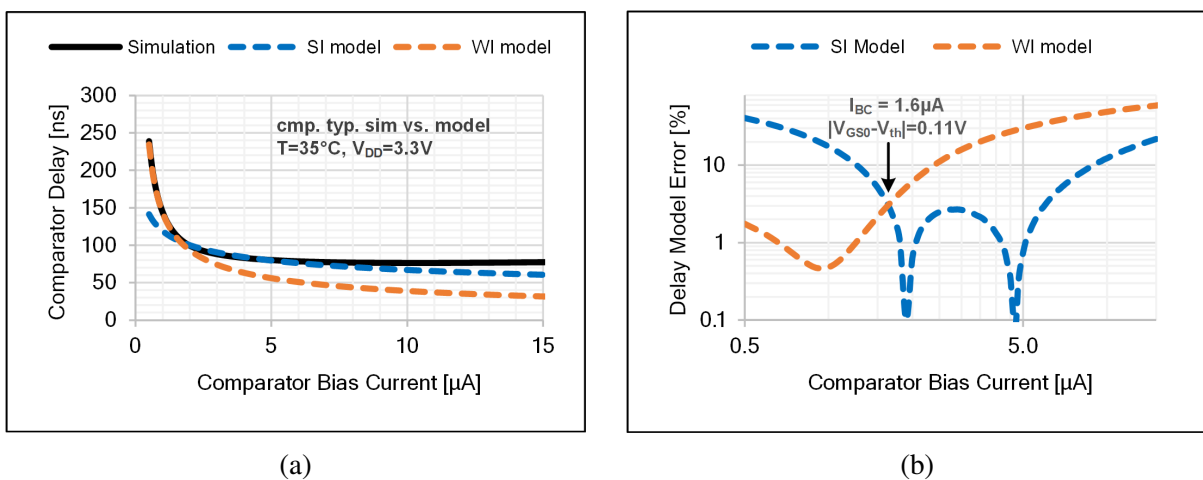 Simulation SI model WI model
300
250
200
150
100
50
0
0 5 10 15
Comparator Delay [ns]
cmp. typ. sim vs. model
T=35°C, VDD=3.3V
Comparator Bias Current [µA]
(a)
SI Model WI model
10
1
0.1
0.5 5.0
Delay Model Error [%]
IBC = 1.6µA
|VGS0-Vth|=0.11V
Comparator Bias Current [µA]
(b)